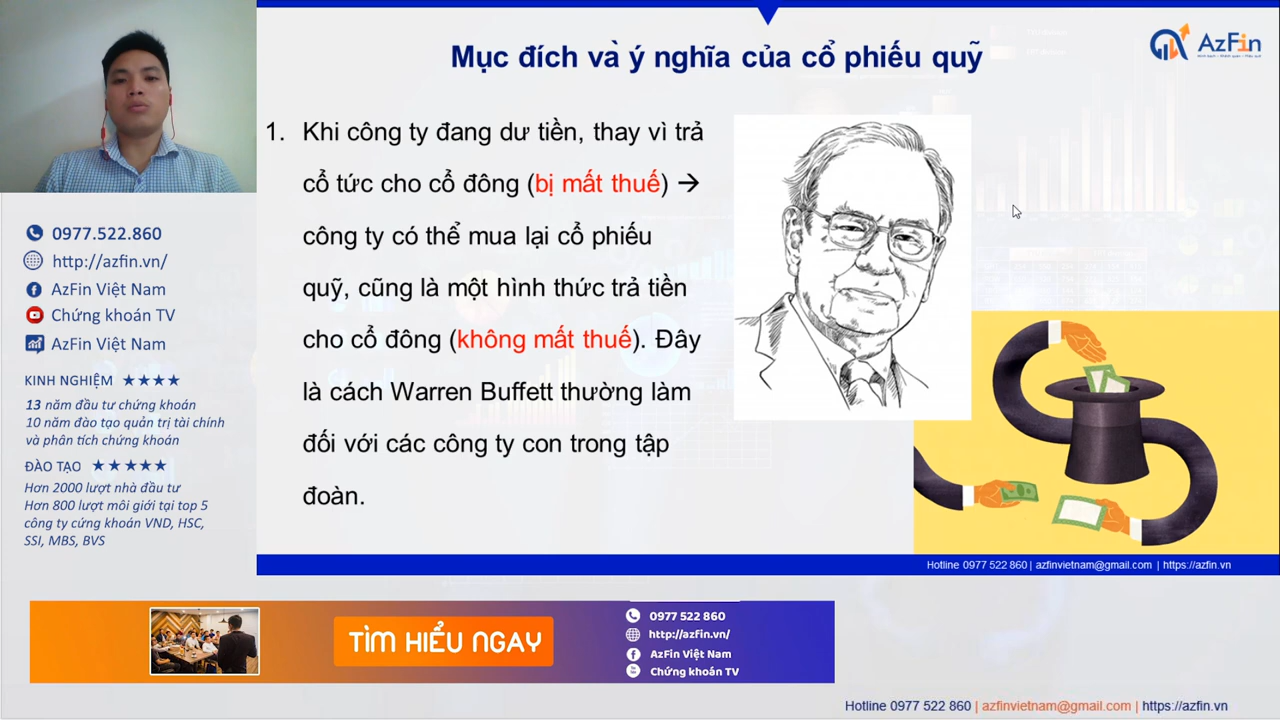 Mục đích và ý nghĩa của cổ phiếu quỹ
AzFin
1. Khi công ty đang dư tiền, thay vì trả
cổ tức cho cổ đông (bị mất thuế) →
công ty có thể mua lại cổ phiếu
quỹ, cũng là một hình thức trả tiền
cho cổ đông (không mất thuế). Đây
là cách Warren Buffett thường làm
đối với các công ty con trong tập
đoàn.
0977.522.860
http://azfin.vn/
AzFin Việt Nam
Chứng khoán TV
AzFin Việt Nam
KINH NGHIỆM ★★★★
13 năm đầu tư chứng khoán
10 năm đào tạo quản trị tài chính
và phân tích chứng khoán
ĐÀO TẠO ★★★★★
Hơn 2000 lượt nhà đầu tư
Hơn 800 lượt môi giới tại top 5
công ty cứng khoán VND, HSC,
SSI, MBS, BVS
Hotline 0977 522 860 | azfinvietnam@gmail.com | https://azfin.vn
TÌM HIỂU NGAY
0977 522 860
http://azFin.vn/
AzFin Việt Nam
Chứng khoán TV
Hotline 0977 522 860 | azfinvietnam@gmail.com | https://azfin.vn